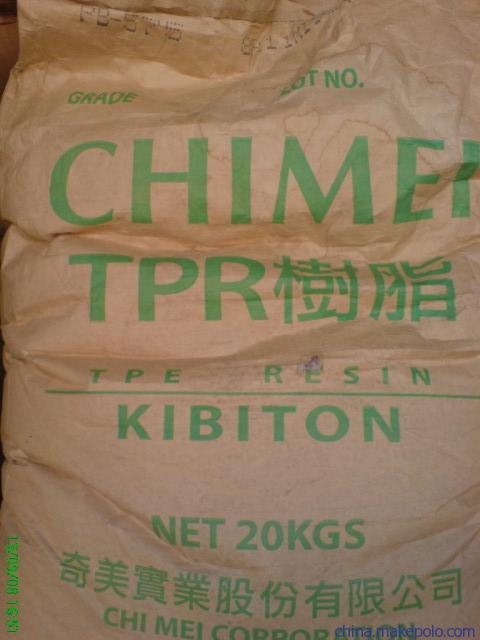 GRADE
LOT NO.
CHIMEI
TPR樹脂
TPE RESIN
KIBITON
NET 20KGS
奇美實業股份有限公司
CHI MEI CORPORATION
china.makepolo.com